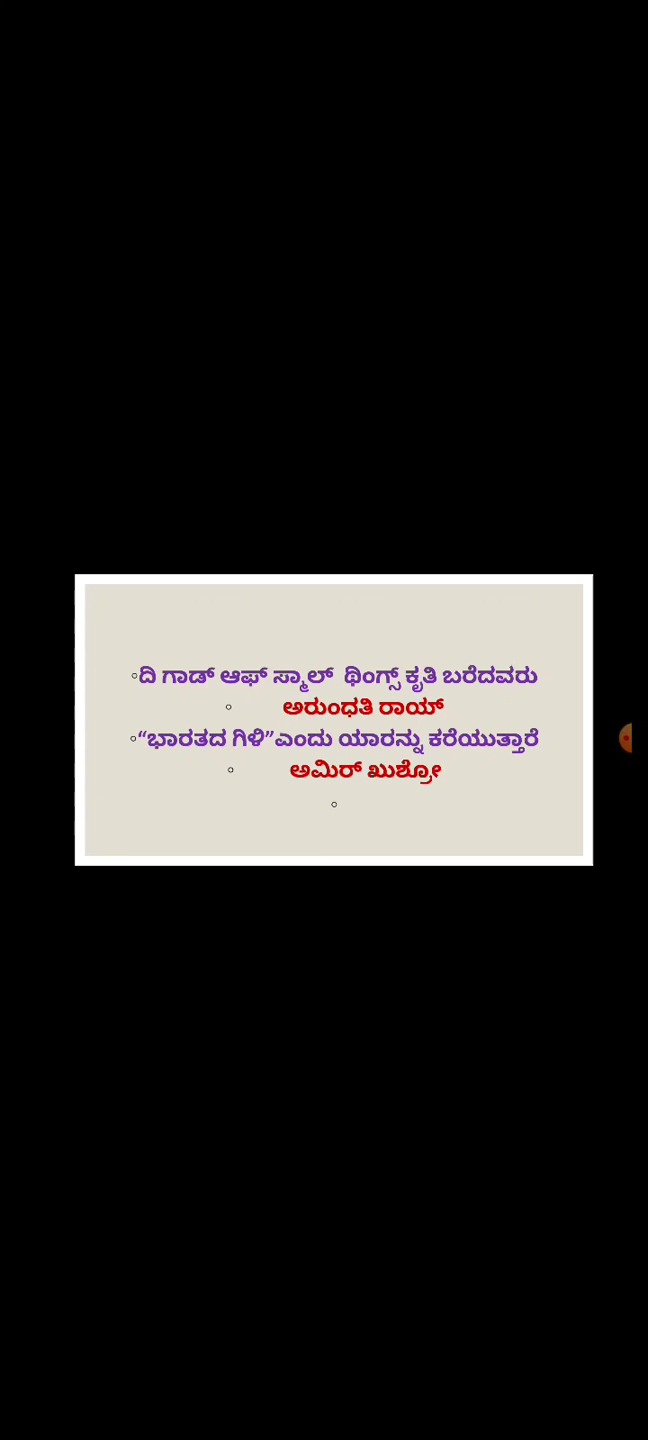 ◦ದಿ ಗಾಡ್ ಆಫ್ ಸ್ಮಾಲ್ ಥಿಂಗ್ಸ್ ಕೃತಿ ಬರೆದವರು
◦ ಅರುಂಧತಿ ರಾಯ್
◦“ಭಾರತದ ಗಿಳಿ”ಎಂದು ಯಾರನ್ನು ಕರೆಯುತ್ತಾರೆ
◦ ಅಮಿರ್ ಖುಶ್ರೋ
◦